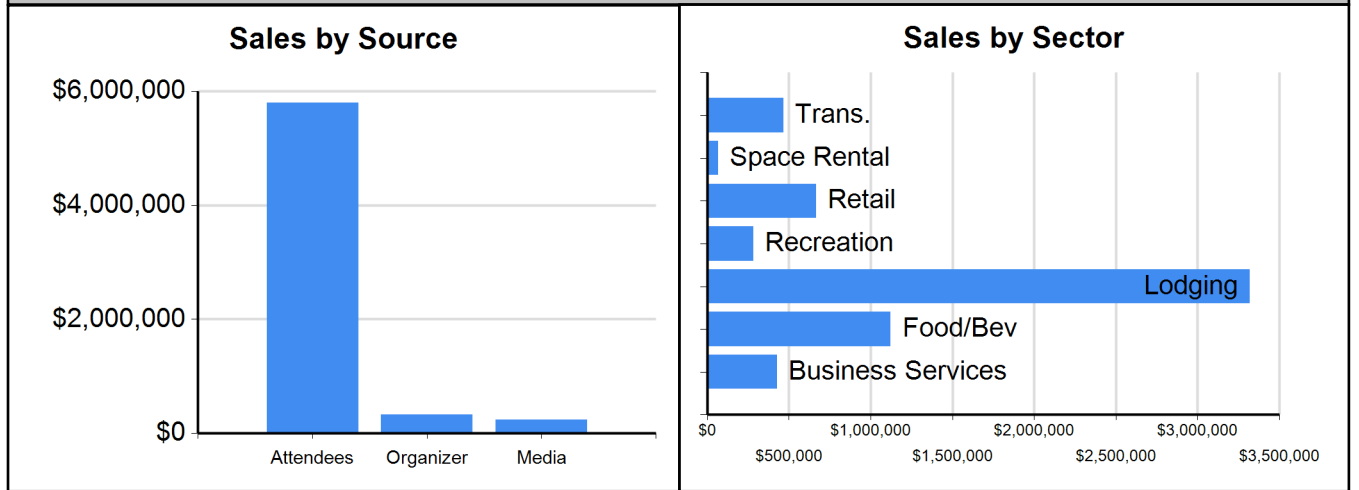 Sales by Source
$6,000,000
$4,000,000
$2,000,000
$0
Attendees Organizer Media
Sales by Sector
Trans.
Space Rental
Retail
Recreation
Lodging
Food/Bev
Business Services
$0 $1,000,000 $2,000,000 $3,000,000
$500,000 $1,500,000 $2,500,000 $3,500,000